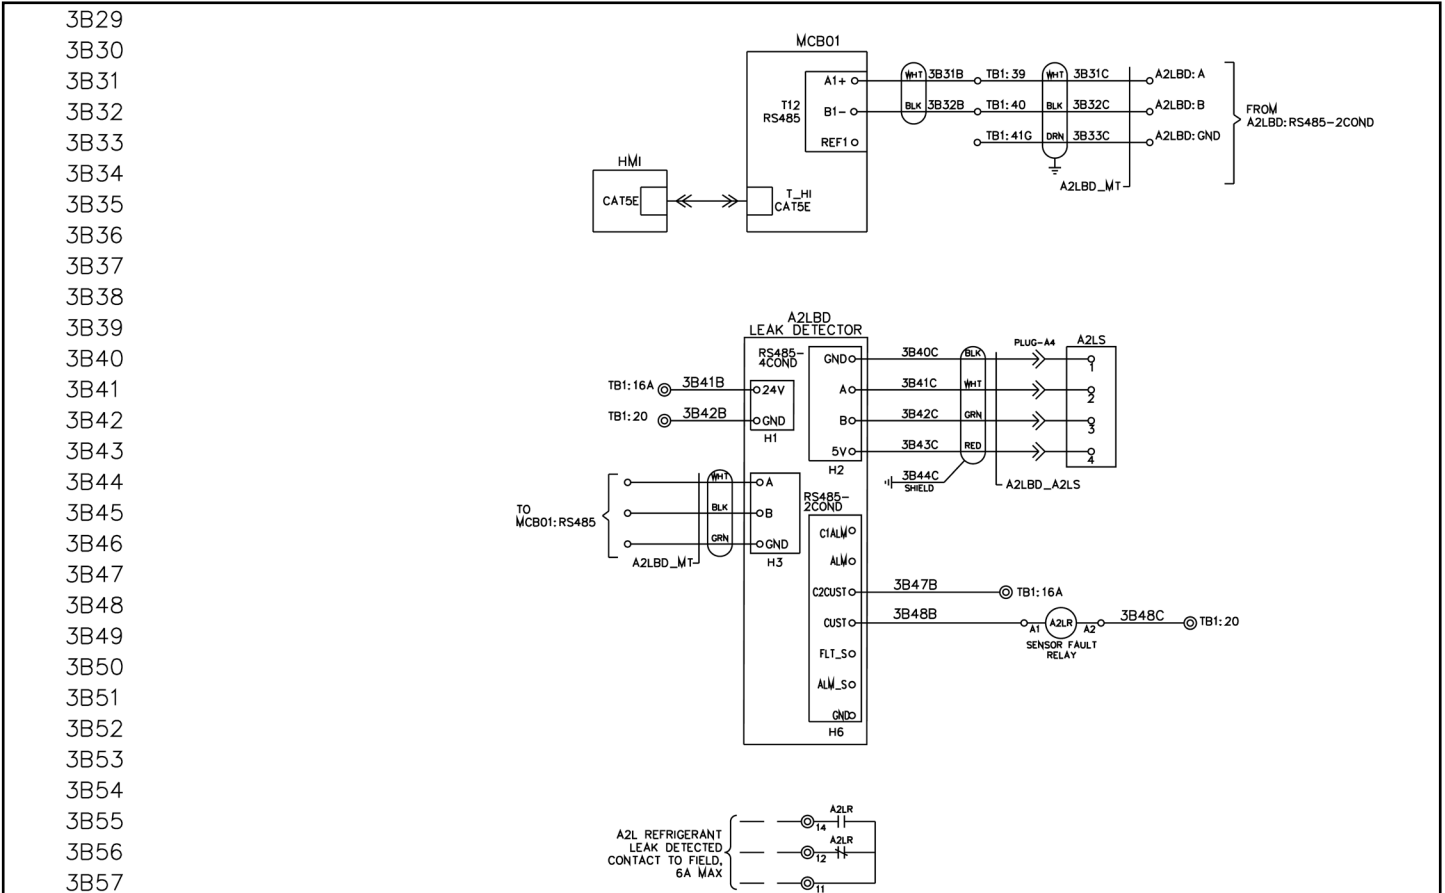 3B29
3B30
3B31
3B32
3B33
3B34
3B35
3B36
3B37
3B38
3B39
3B40
3B41
3B42
3B43
3B44
3B45
3B46
3B47
3B48
3B49
3B50
3B51
3B52
3B53
3B54
3B55
3B56
3B57
MCB01
T12
RS485
A1+
B1-
REF1
WHT 3B31B TB1:39 WHT 3B31C A2LBD:A
BLK 3B32B TB1:40 BLK 3B32C A2LBD:B
TB1:41G DRN 3B33C A2LBD:GND
A2LBD_MT
FROM
A2LBD:RS485-2COND
HMI
CAT5E
T_HI
CAT5E
A2LBD
LEAK DETECTOR
TB1:16A 3B41B 24V
TB1:20 3B42B GND
H1
RS485-
4COND
GND 3B40C BLK
A 3B41C WHT
B 3B42C GRN
5V 3B43C RED
H2
3B44C
SHIELD
A2LBD_A2LS
PLUG-A4
A2LS
1
2
3
4
TO
MCB01:RS485
WHT A
BLK B
GRN GND
A2LBD_MT
H3
RS485-
2COND
C1ALM
ALM
C2CUST 3B47B TB1:16A
CUST 3B48B A1 A2LR A2 3B48C TB1:20
SENSOR FAULT
RELAY
FLT_S
ALM_S
GND
H6
A2L REFRIGERANT
LEAK DETECTED
CONTACT TO FIELD,
6A MAX
14 A2LR
12 A2LR
11